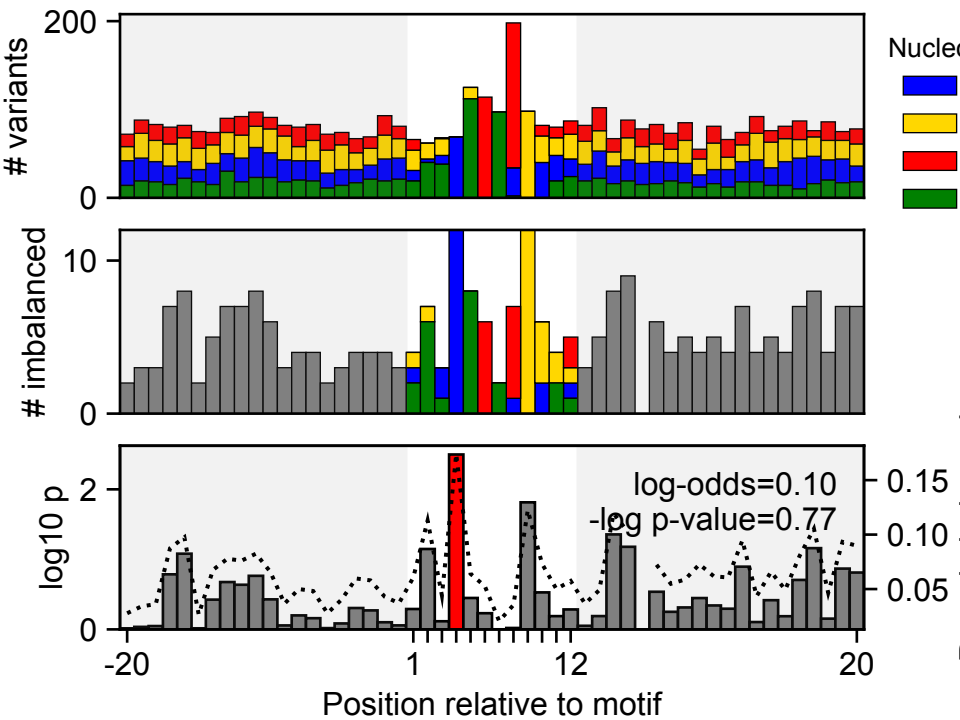 200
0
# variants
Nucleo
10
0
# imbalanced
2
0
log10 p
log-odds=0.10
-log p-value=0.77
0.15
0.10
0.05
-20
1
12
20
Position relative to motif